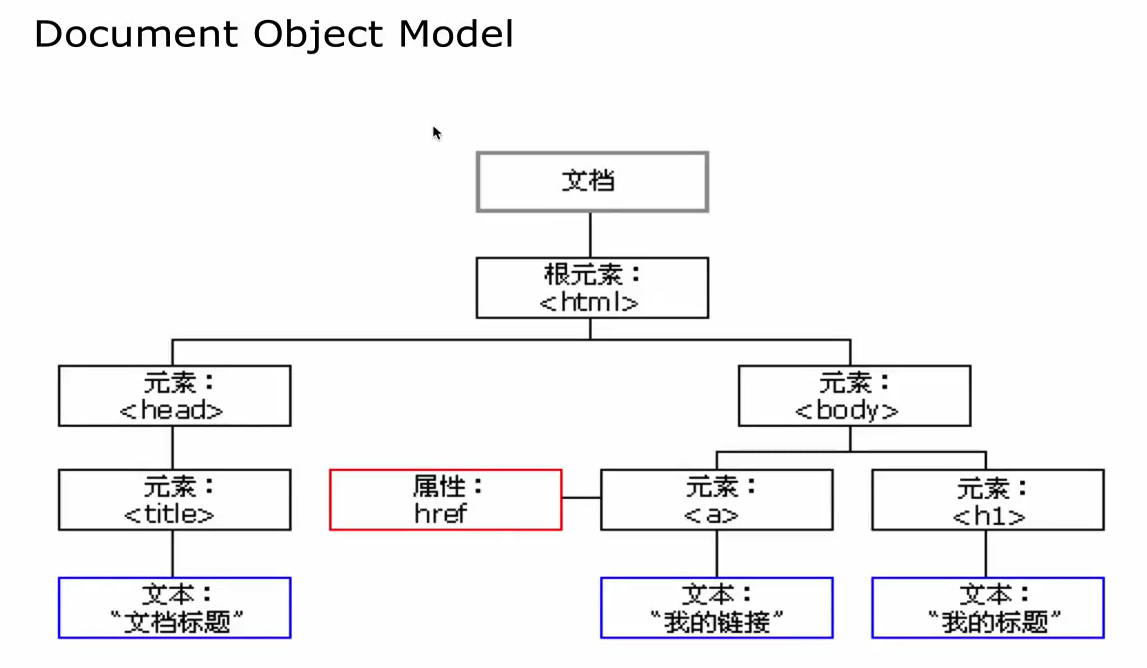 Document Object Model
文档
根元素：
<html>
元素：
<head>
元素：
<body>
元素：
<title>
属性：
href
元素：
<a>
元素：
<h1>
文本：
“文档标题”
文本：
“我的链接”
文本：
“我的标题”